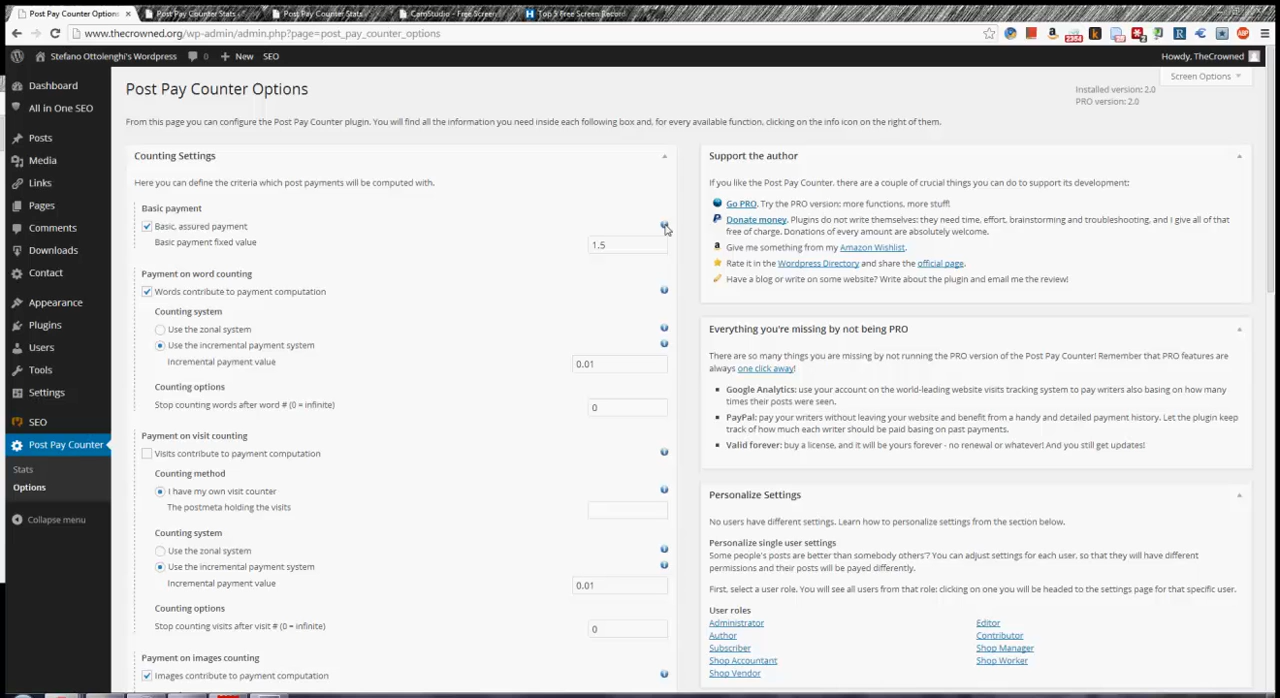 Post Pay Counter Options
Post Pay Counter Stats
Post Pay Counter Stats
CamStudio - Free Screen
Top 5 Free Screen Reco
www.thecrowned.org/wp-admin/admin.php?page=post_pay_counter_options
Stefano Ottolenghi's Wordpress
0
New
SEO
Howdy, TheCrowned
Dashboard
All in One SEO
Posts
Media
Links
Pages
Comments
Downloads
Contact
Appearance
Plugins
Users
Tools
Settings
SEO
Post Pay Counter
Stats
Options
Collapse menu
Screen Options
Post Pay Counter Options
Installed version: 2.0
PRO version: 2.0
From this page you can configure the Post Pay Counter plugin. You will find all the information you need inside each following box and, for every available function, clicking on the info icon on the right of them.
Counting Settings
Here you can define the criteria which post payments will be computed with.
Basic payment
Basic, assured payment
Basic payment fixed value
1.5
Payment on word counting
Words contribute to payment computation
Counting system
Use the zonal system
Use the incremental payment system
Incremental payment value
0.01
Counting options
Stop counting words after word # (0 = infinite)
0
Payment on visit counting
Visits contribute to payment computation
Counting method
I have my own visit counter
The postmeta holding the visits
Counting system
Use the zonal system
Use the incremental payment system
Incremental payment value
0.01
Counting options
Stop counting visits after visit # (0 = infinite)
0
Payment on images counting
Images contribute to payment computation
Support the author
If you like the Post Pay Counter, there are a couple of crucial things you can do to support its development:
Go PRO. Try the PRO version: more functions, more stuff!
Donate money. Plugins do not write themselves: they need time, effort, brainstorming and troubleshooting, and I give all of that of
free of charge. Donations of every amount are absolutely welcome.
Give me something from my Amazon Wishlist.
Rate it in the Wordpress Directory and share the official page.
Have a blog or write on some website? Write about the plugin and email me the review!
Everything you're missing by not being PRO
There are so many things you are missing by not running the PRO version of the Post Pay Counter! Remember that PRO features are
always one click away!
Google Analytics: use your account on the world-leading website visits tracking system to pay writers also basing on how many
times their posts were seen.
PayPal: pay your writers without leaving your website and benefit from a handy and detailed payment history. Let the plugin keep
track of how much each writer should be paid basing on past payments.
Valid forever: buy a license, and it will be yours forever - no renewal or whatever! And you still get updates!
Personalize Settings
No users have different settings. Learn how to personalize settings from the section below.
Personalize single user settings
Some people's posts are better than somebody others'? You can adjust settings for each user, so that they will have different
permissions and their posts will be payed differently.
First, select a user role. You will see all users from that role: clicking on one you will be headed to the settings page for that specific user.
User roles
Administrator
Editor
Author
Contributor
Subscriber
Shop Manager
Shop Accountant
Shop Worker
Shop Vendor